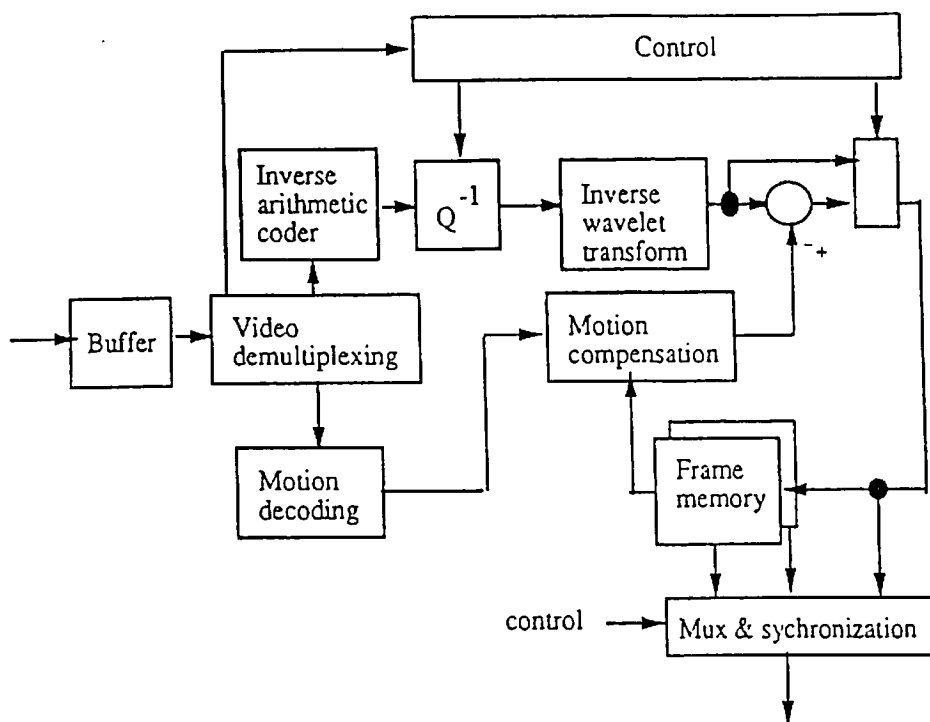 Control
Inverse
arithmetic
coder
Q-1
Inverse
wavelet
transform
- +
Buffer
Video
demultiplexing
Motion
compensation
Motion
decoding
Frame
memory
control
Mux & sychronization